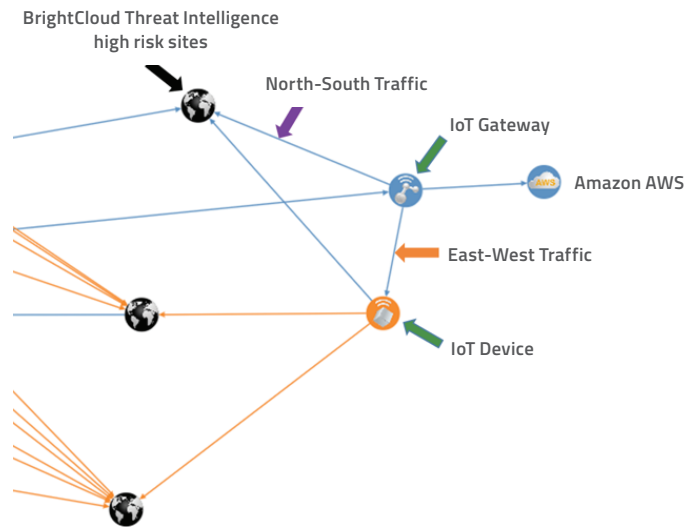 BrightCloud Threat Intelligence
high risk sites
North-South Traffic
IoT Gateway
AWS
Amazon AWS
East-West Traffic
IoT Device